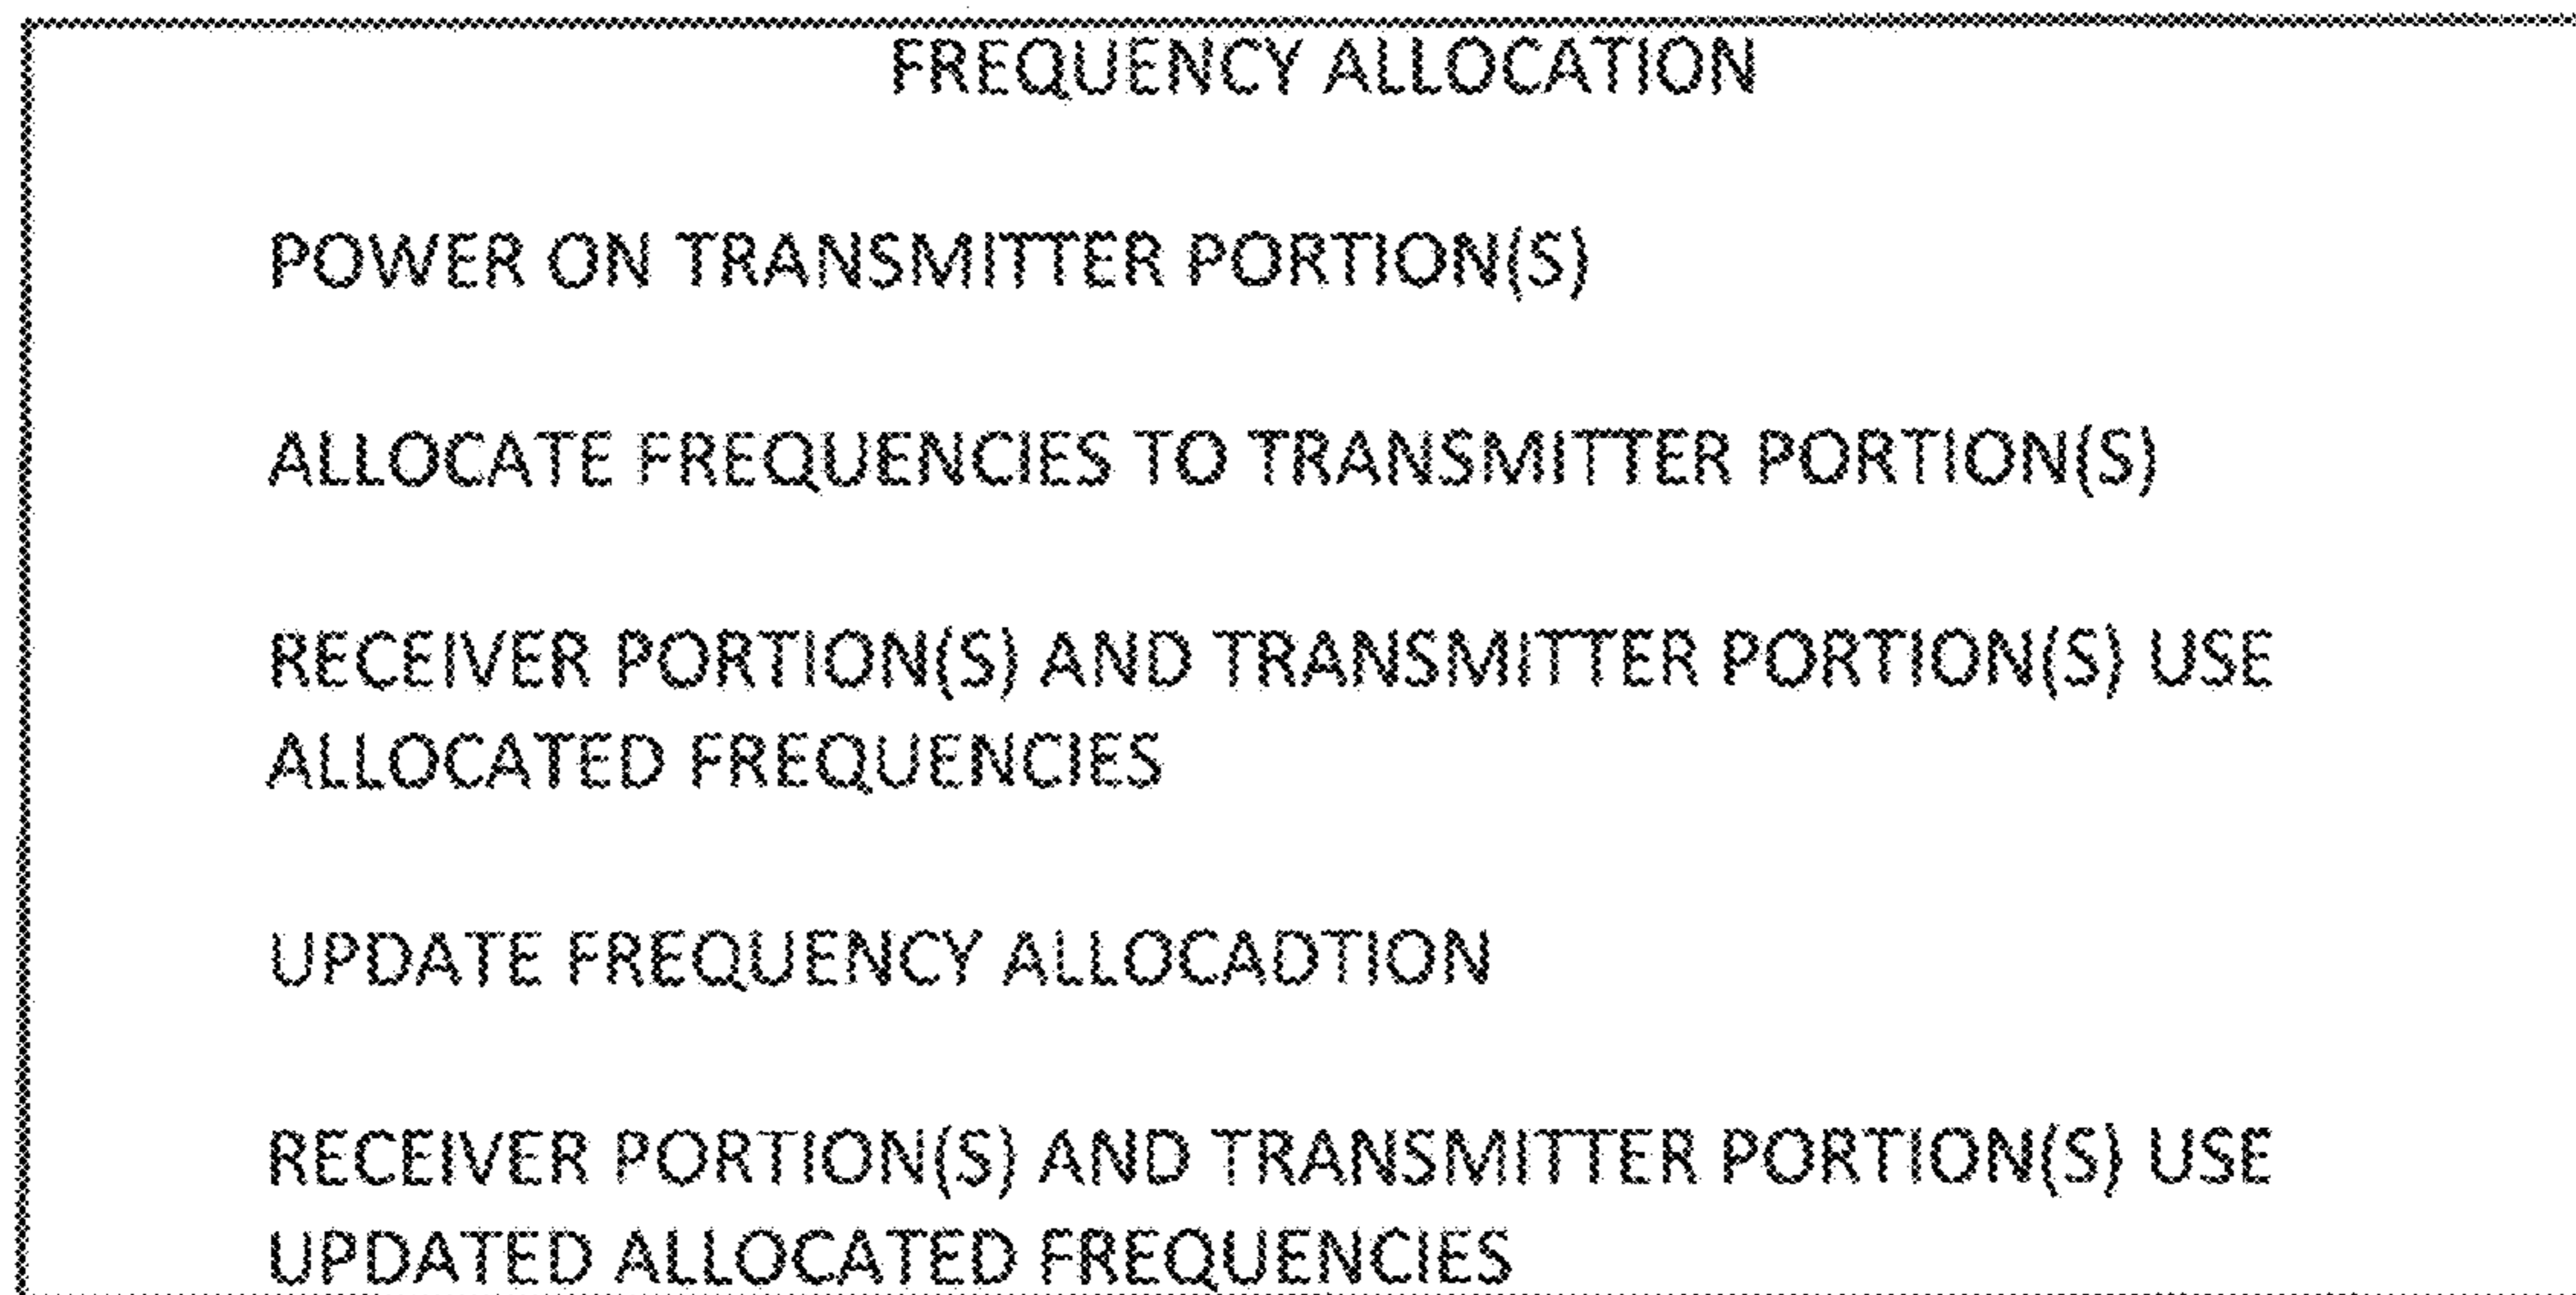 FREQUENCY ALLOCATION
POWER ON TRANSMITTER PORTION(S)
ALLOCATE FREQUENCIES TO TRANSMITTER PORTION(S)
RECEIVER PORTION(S) AND TRANSMITTER PORTION(S) USE
ALLOCATED FREQUENCIES
UPDATE FREQUENCY ALLOCADTION
RECEIVER PORTION(S) AND TRANSMITTER PORTION(S) USE
UPDATED ALLOCATED FREQUENCIES